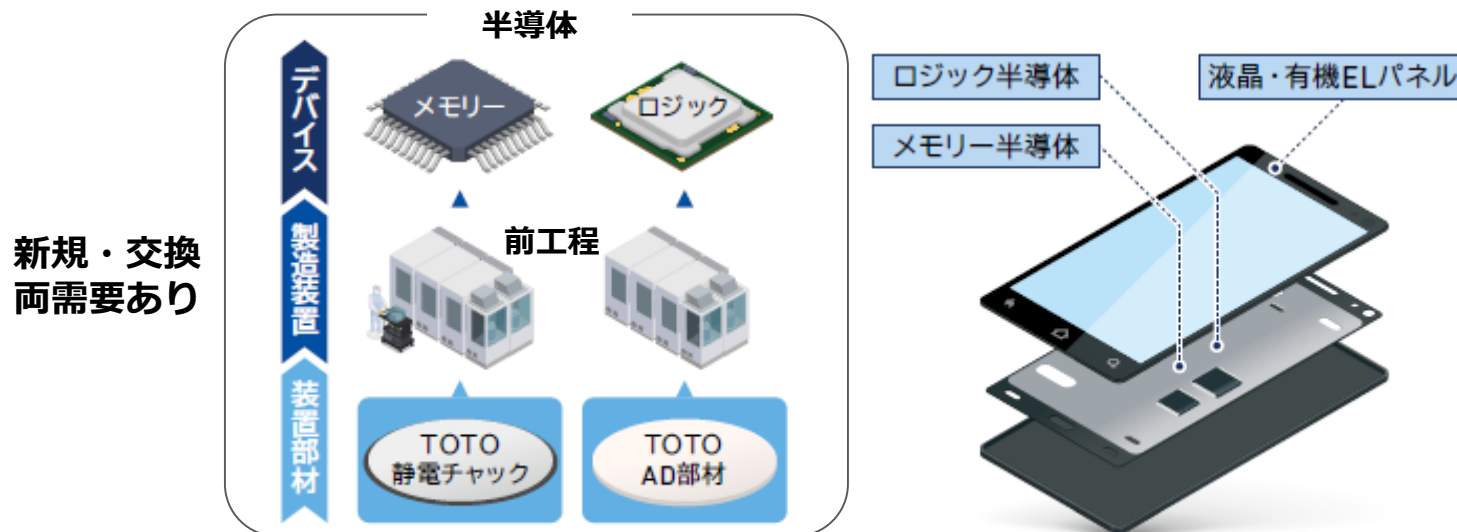 半導体
デバイス
メモリー
ロジック
新規・交換
両需要あり
製造装置
前工程
装置部材
TOTO
静電チャック
TOTO
AD部材
ロジック半導体
液晶・有機ELパネル
メモリー半導体